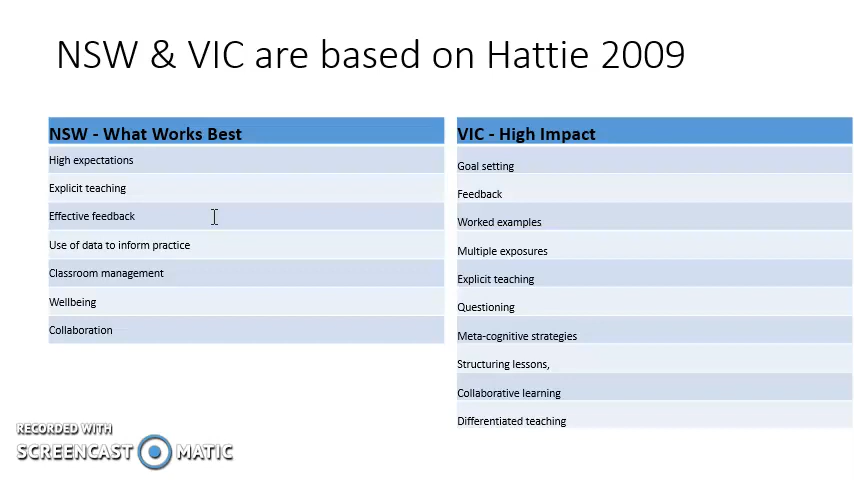 NSW & VIC are based on Hattie 2009
NSW - What Works Best
High expectations
Explicit teaching
Effective feedback
Use of data to inform practice
Classroom management
Wellbeing
Collaboration
VIC - High Impact
Goal setting
Feedback
Worked examples
Multiple exposures
Explicit teaching
Questioning
Meta-cognitive strategies
Structuring lessons,
Collaborative learning
Differentiated teaching
RECORDED WITH
SCREENCAST MATIC